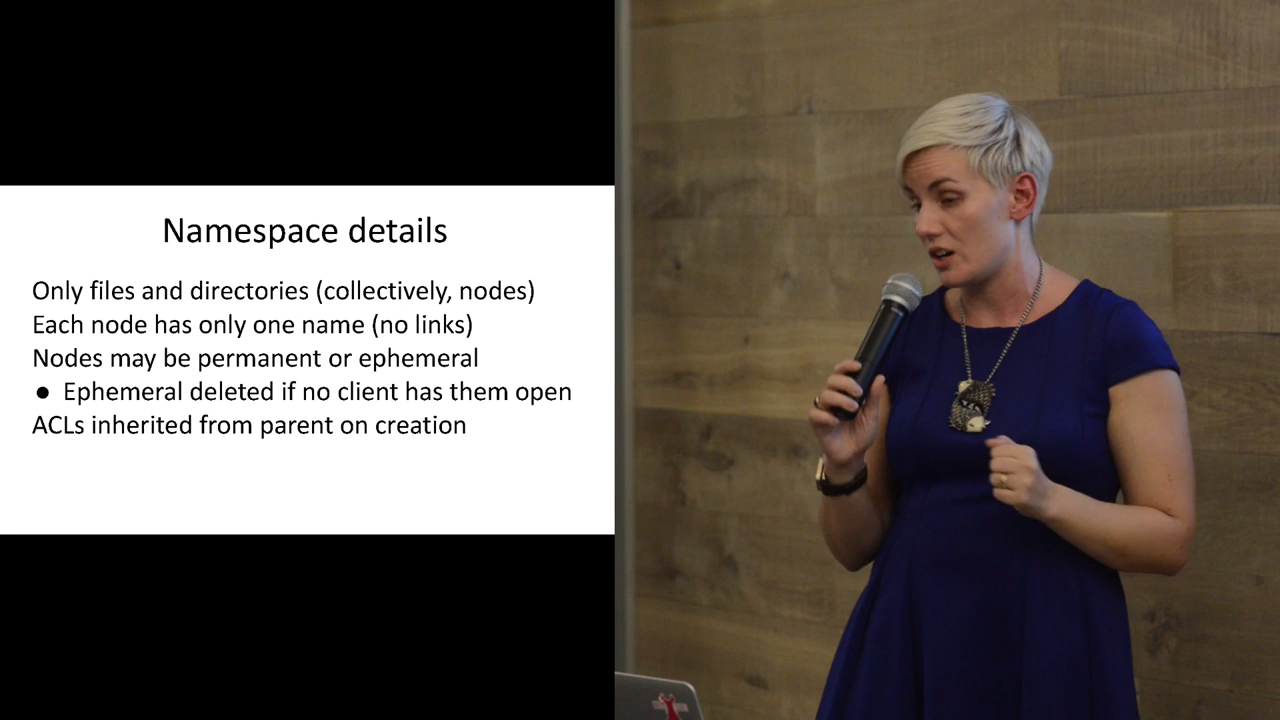 Namespace details
Only files and directories (collectively, nodes)
Each node has only one name (no links)
Nodes may be permanent or ephemeral
● Ephemeral deleted if no client has them open
ACLs inherited from parent on creation